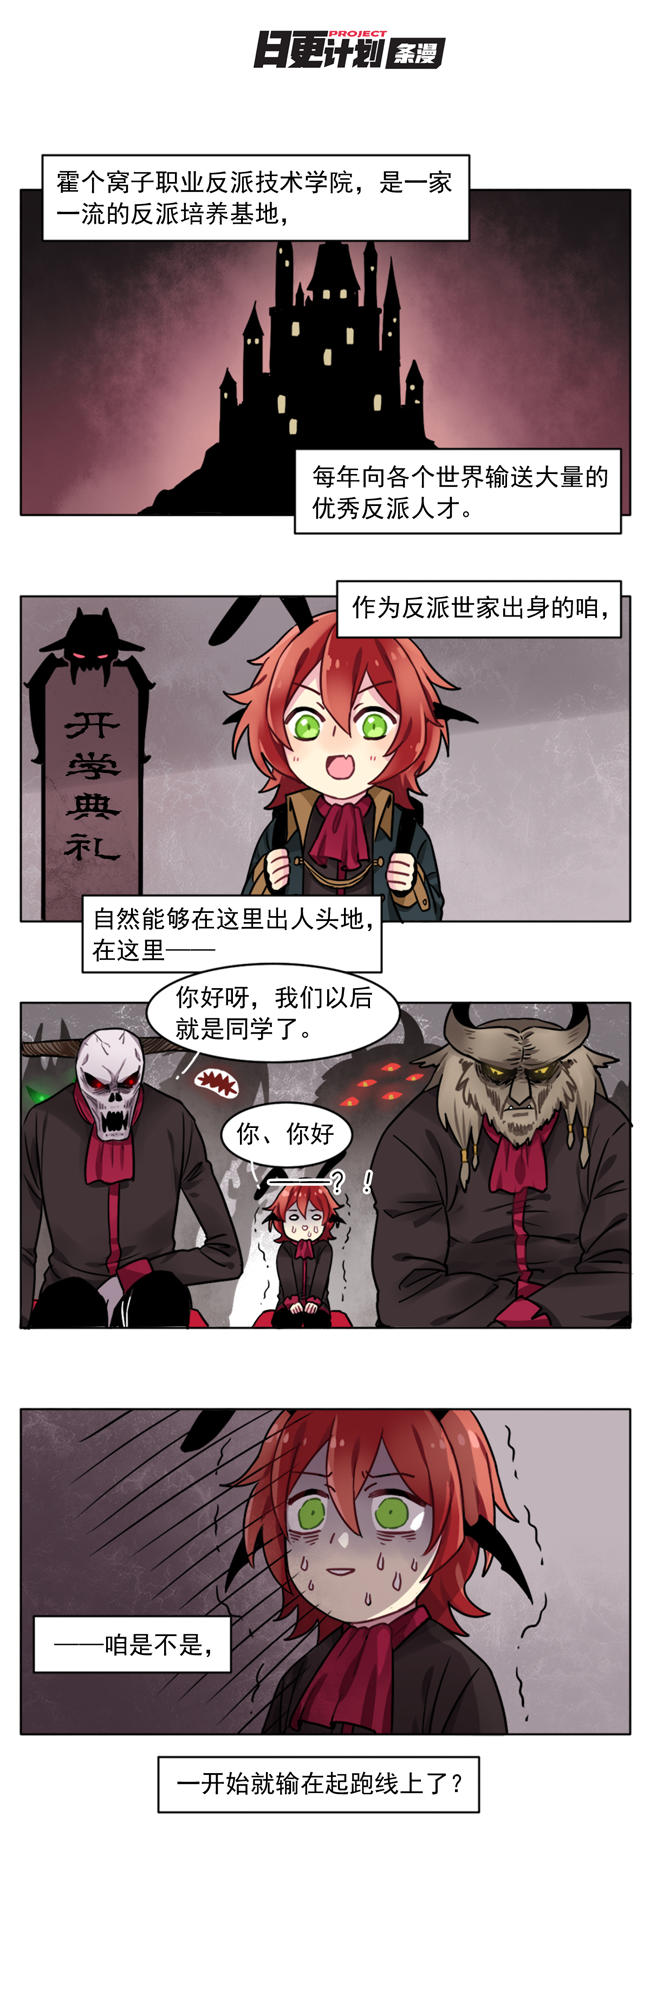 日更计划
PROJECT
条漫
霍个窝子职业反派技术学院，是一家
一流的反派培养基地，
每年向各个世界输送大量的
优秀反派人才。
作为反派世家出身的咱，
开学典礼
自然能够在这里出人头地，
在这里——
你好呀，我们以后
就是同学了。
你、你好
——？！
——咱是不是，
一开始就输在起跑线上了？